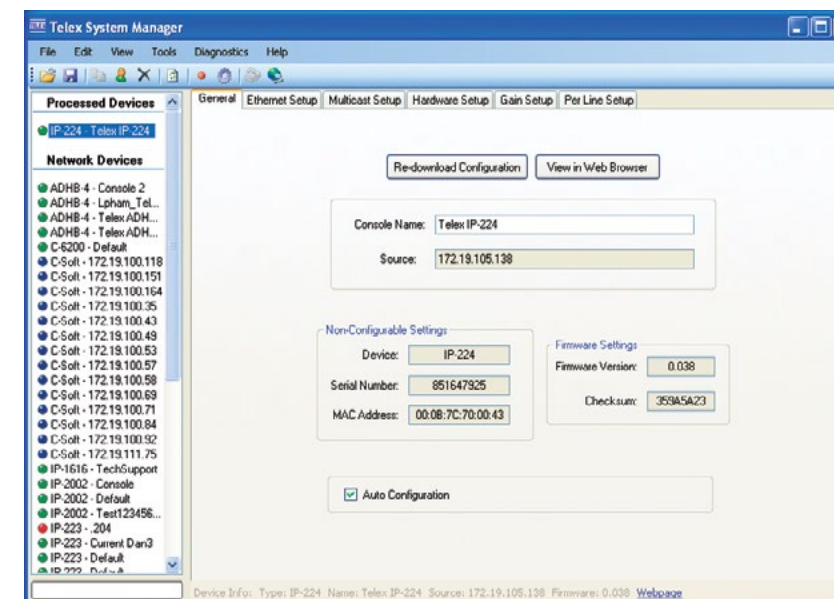 Telex System Manager
File Edit View Tools Diagnostics Help
Processed Devices
IP-224 - Telex IP-224
Network Devices
ADHB-4 - Console 2
ADHB-4 - Lpham_Tel...
ADHB-4 - Telex ADH...
ADHB-4 - Telex ADH...
C-6200 - Default
C-Soft - 172.19.100.118
C-Soft - 172.19.100.151
C-Soft - 172.19.100.164
C-Soft - 172.19.100.35
C-Soft - 172.19.100.43
C-Soft - 172.19.100.49
C-Soft - 172.19.100.53
C-Soft - 172.19.100.57
C-Soft - 172.19.100.58
C-Soft - 172.19.100.69
C-Soft - 172.19.100.71
C-Soft - 172.19.100.84
C-Soft - 172.19.100.92
C-Soft - 172.19.111.75
IP-1616 - TechSupport
IP-2002 - Console
IP-2002 - Default
IP-2002 - Test123456...
IP-223 - .204
IP-223 - Current Dan3
IP-223 - Default
IP-223 - Default
General Ethernet Setup Multicast Setup Hardware Setup Gain Setup Per Line Setup
Re-download Configuration View in Web Browser
Console Name: Telex IP-224
Source: 172.19.105.138
Non-Configurable Settings
Device: IP-224
Serial Number: 851647925
MAC Address: 00:0B:7C:70:00:43
Firmware Settings
Firmware Version: 0.038
Checksum: 359A5A23
Auto Configuration
Device Info: Type: IP-224 Name: Telex IP-224 Source: 172.19.105.138 Firmware: 0.038 Webpage